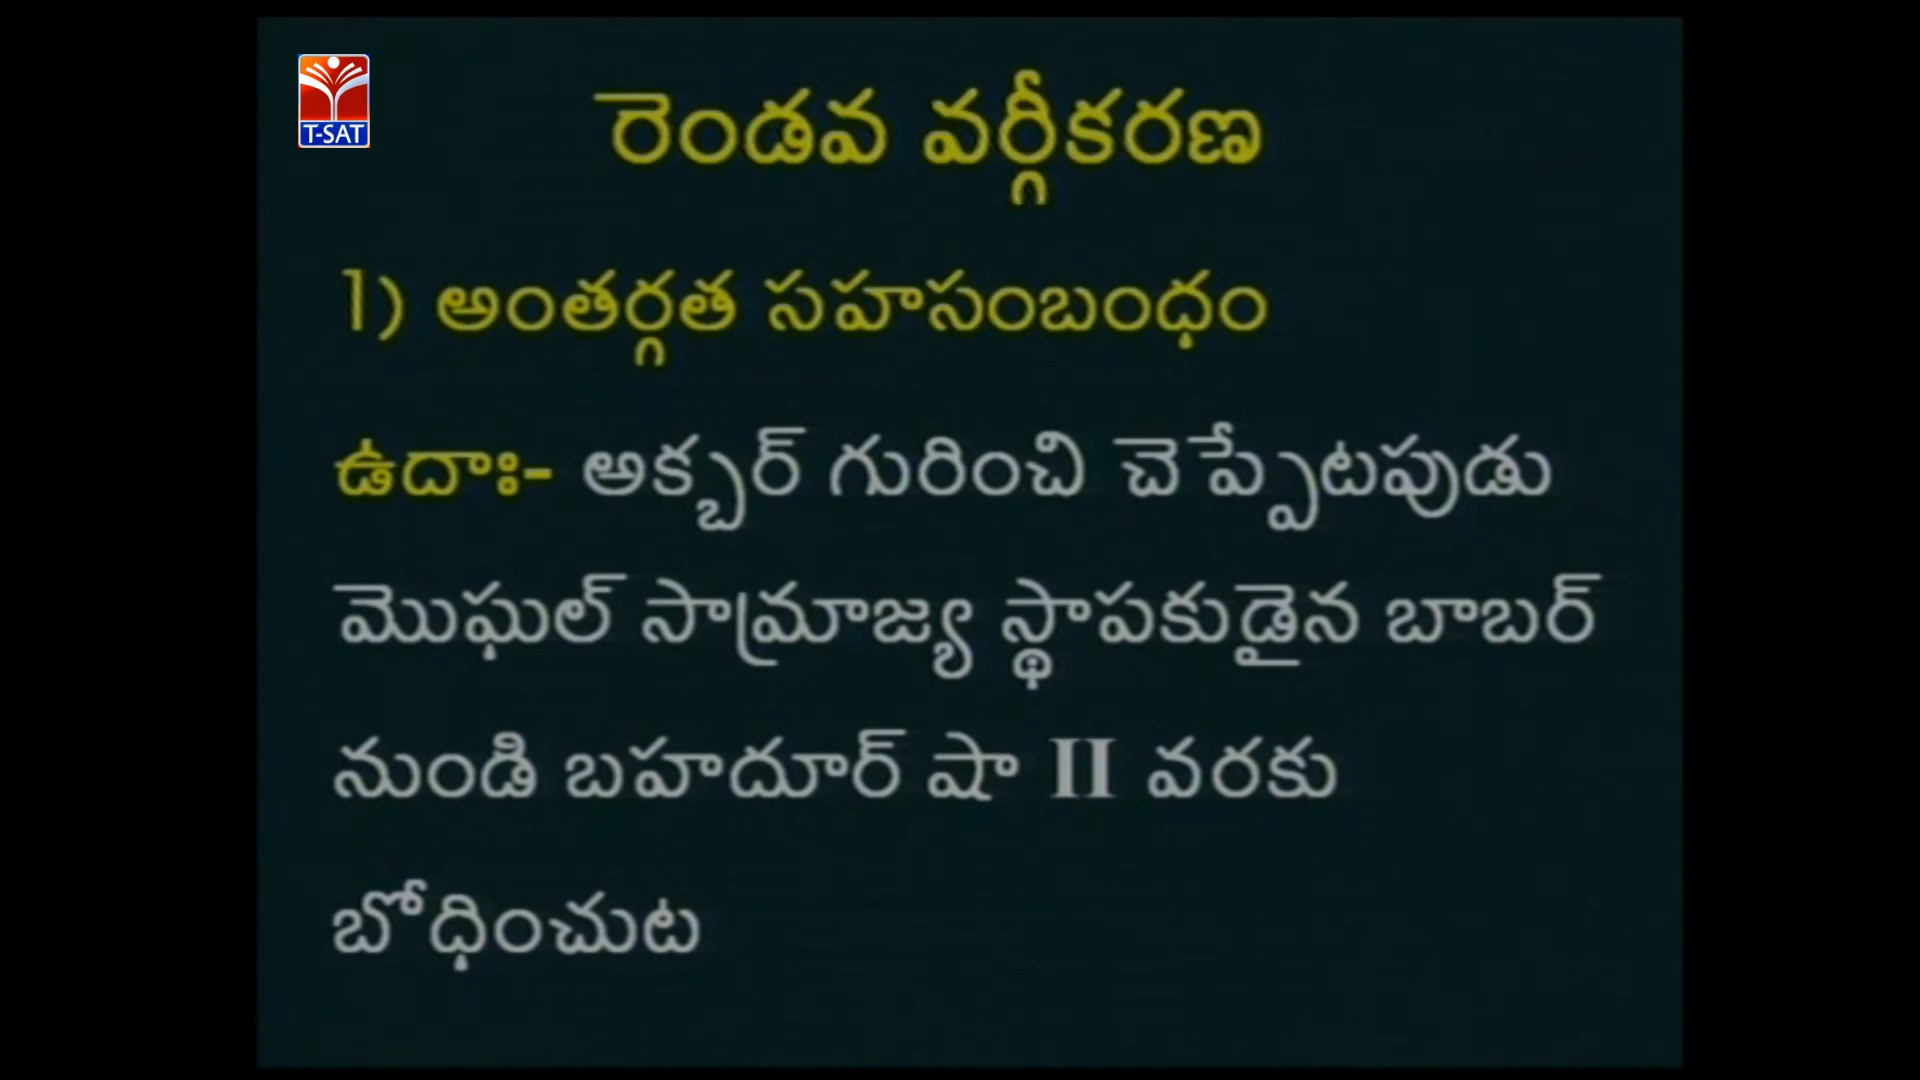 T-SAT
రెండవ వర్గీకరణ
1) అంతర్గత సహసంబంధం
ఉదాః- అక్బర్ గురించి చెప్పేటపుడు
మొఘల్ సామ్రాజ్య స్థాపకుడైన బాబర్
నుండి బహదూర్ షా II వరకు
బోధించుట